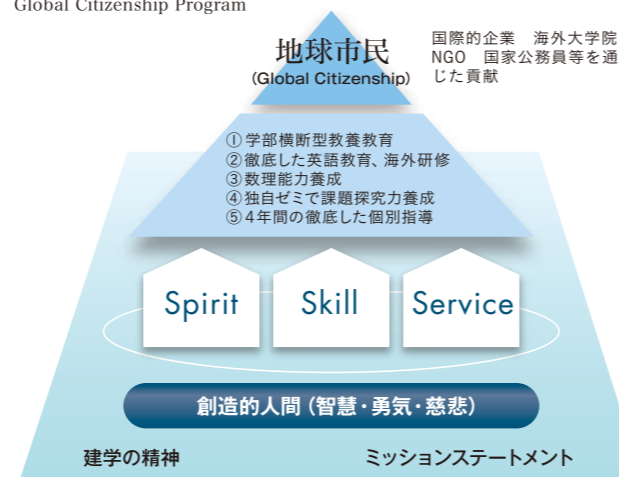 Global Citizenship Program
地球市民
(Global Citizenship)
国際的企業　海外大学院
NGO　国家公務員等を通
じた貢献
①学部横断型教養教育
②徹底した英語教育、海外研修
③数理能力養成
④独自ゼミで課題探究力養成
⑤4年間の徹底した個別指導
Spirit Skill Service
創造的人間（智慧・勇気・慈悲）
建学の精神 ミッションステートメント